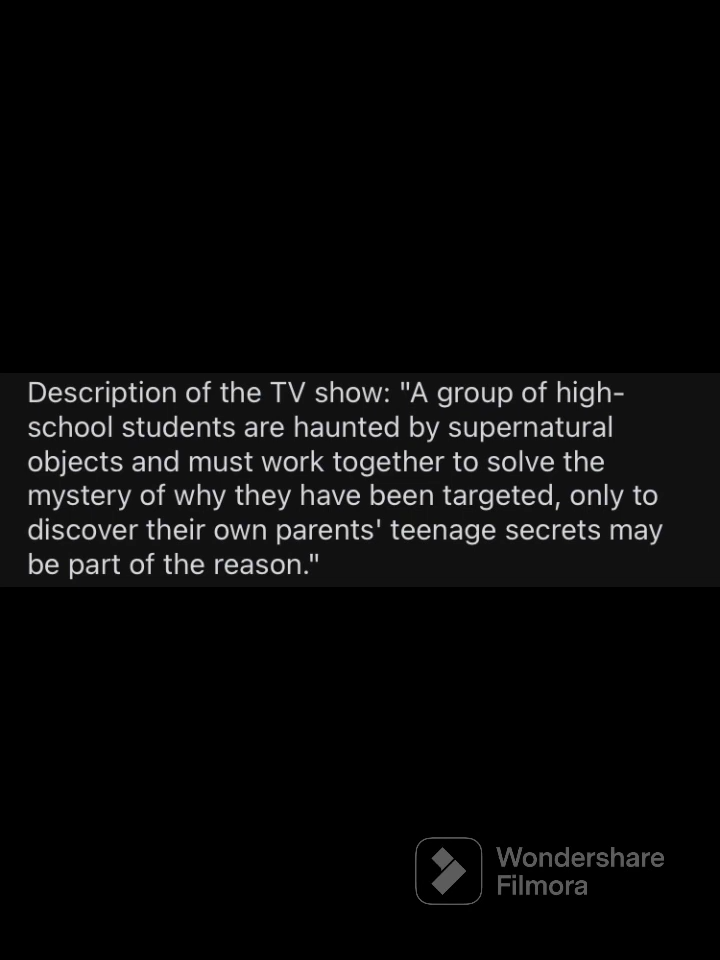 Description of the TV show: "A group of high-
school students are haunted by supernatural
objects and must work together to solve the
mystery of why they have been targeted, only to
discover their own parents' teenage secrets may
be part of the reason."
Wondershare
Filmora